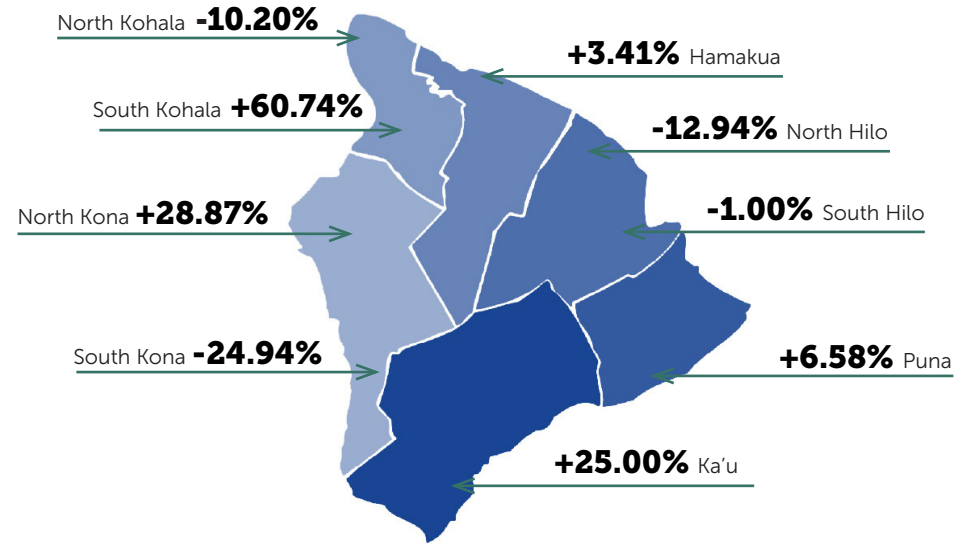 North Kohala -10.20%
+3.41% Hamakua
South Kohala +60.74%
-12.94% North Hilo
North Kona +28.87%
-1.00% South Hilo
South Kona -24.94%
+6.58% Puna
+25.00% Ka’u